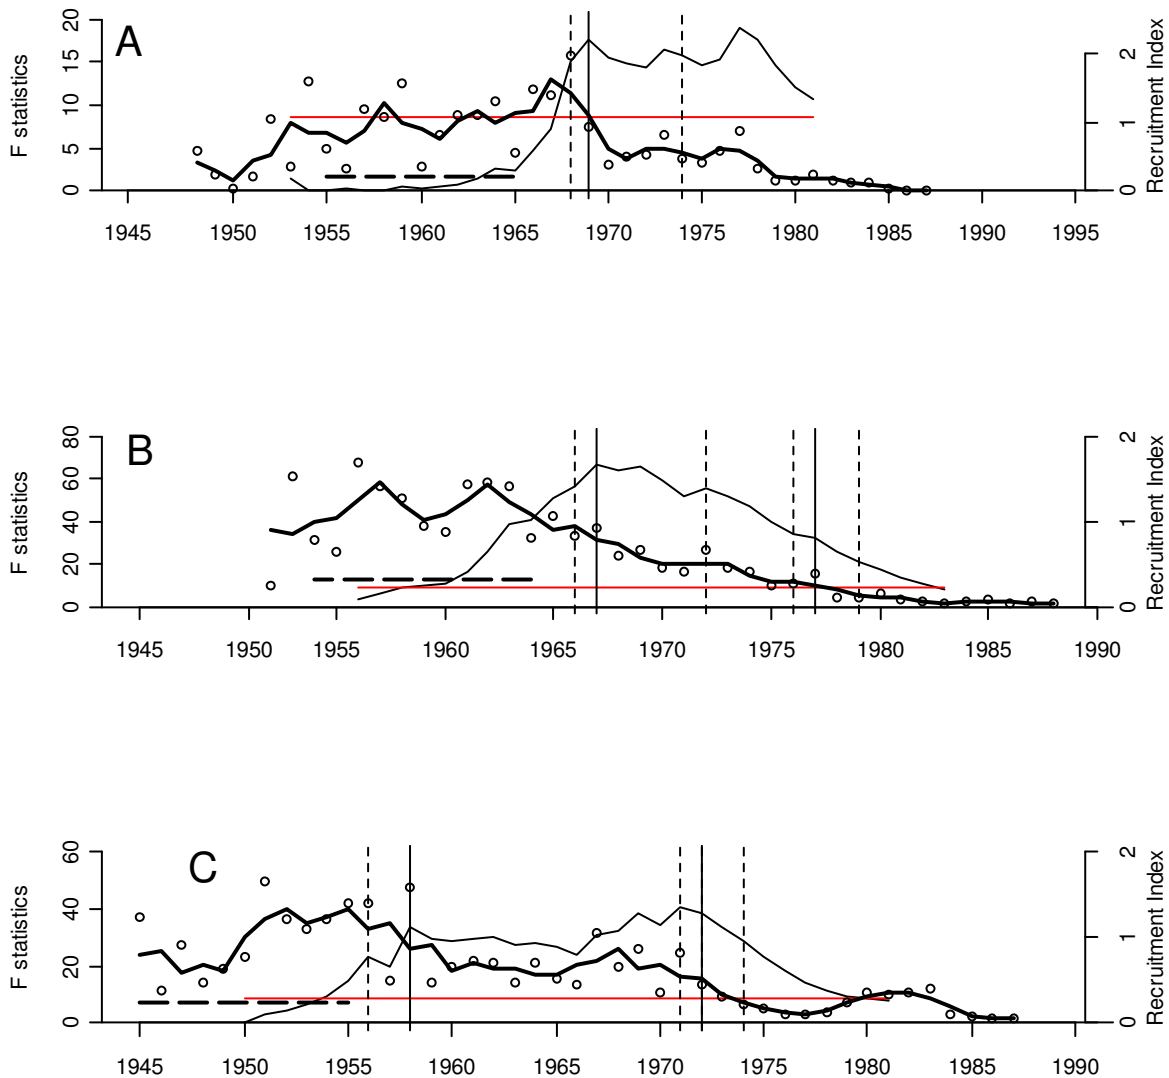 A
F statistics
0 5 10 15 20
Recruitment Index
0 1 2
1945 1950 1955 1960 1965 1970 1975 1980 1985 1990 1995
B
F statistics
0 20 40 60 80
Recruitment Index
0 1 2
1945 1950 1955 1960 1965 1970 1975 1980 1985 1990
C
F statistics
0 20 40 60
Recruitment Index
0 1 2
1945 1950 1955 1960 1965 1970 1975 1980 1985 1990